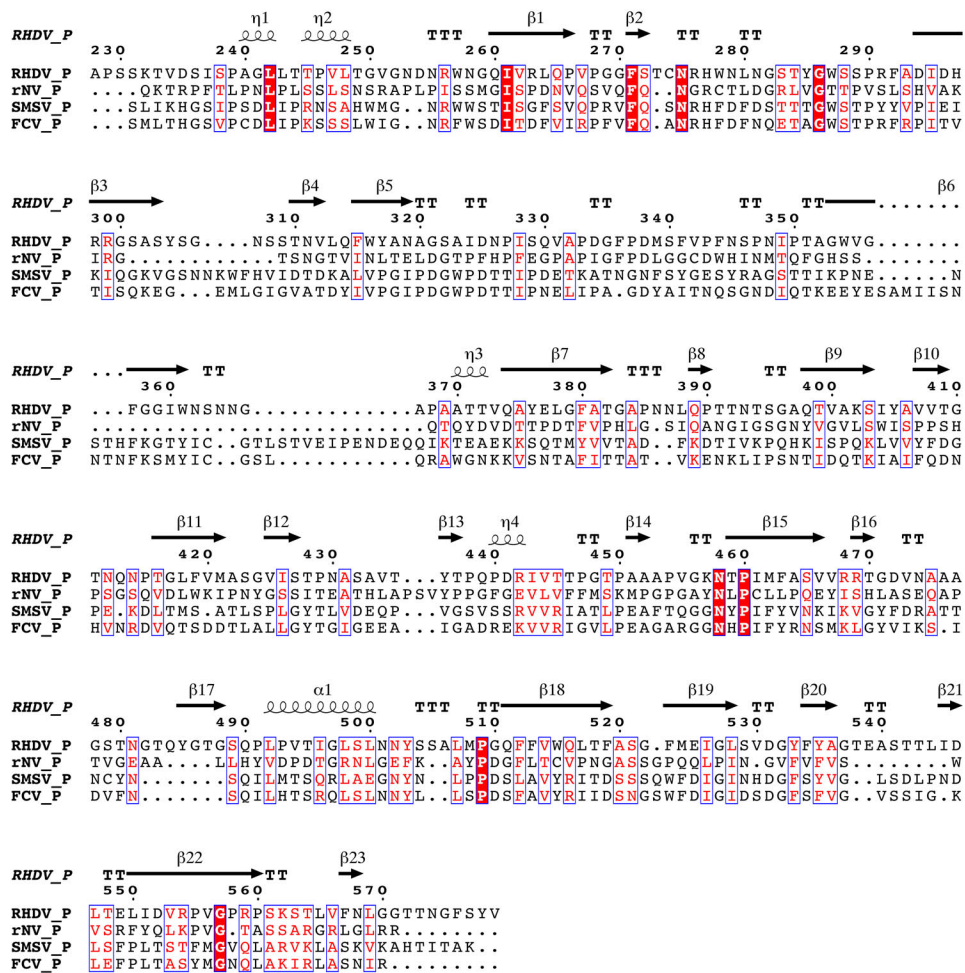 η1 η2 β1 β2
RHDV_P TTT TT TT TT
230 240 250 260 270 280 290
RHDV_P APSSKTVDSISPAGLLTTPVLTGVGNDNRWNGQIVRLQPVPGGFSTCNRHWNLNGSTYGWSSPRFADIDH
rNV_P ....QKTRPFTLPNLPLSSLSNSRAPLPISSMGISPDNVQSVQFQ..NGRCTLDGRLVGTTPVSLSHVAK
SMSV_P ....SLIKHGSIPSDLIPRNSAHWMG..NRWWSTISGFSVQPRVFQ.SNRHFDFDSTTTGWSTPYYVPIEI
FCV_P ....SMLTHGSVPCDLIPKSSSLWIG..NRFWSDITDFVIRPFVFQ.ANRHFDFNQETAGWSTPRFRPITV
β3 β4 β5 β6
RHDV_P TT TT TT TT TT .......
300 310 320 330 340 350
RHDV_P RRGSASYSG....NSSTNVLQFWYANAGSAIDNPISQVAPDGFPDMSFVPFNSPNIPTAGWVG.......
rNV_P IRG..........TSNGTVINLTELDGTPFHPFEGPAPIGFPDLGGCDWHINMTQFGHSS..........
SMSV_P KIQGKVGSNNKWFHVIDTDKALVPGIPDGWPDTTIPDETKATNGNFSYGESYRAGSTTIKPNE.....N
FCV_P TISQKEG...EMLGIGVATDYIVPGIPDGWPDTTIPNELIPA.GDYAITNQSGNDIQTKEEYESAMIISN
η3 β7 β8 β9 β10
RHDV_P ... TT TTT TT
360 370 380 390 400 410
RHDV_P ...FGGIWNSNNG.............APAATTVQAYELGFATGAPNNLQPTTNTSGAQTVAKSIYAVVTG
rNV_P ............................QTQYDVDTTPDTFVPHLG.SIQANGIGNYVGVLSWISPPSH
SMSV_P STHFKGTYIC..GTLSTVEIPENDEQQIKTEAEKKSQTMYVVTAD..IKDTIVKPQHKISPQKLVVYFDG
FCV_P NTNFKSMYIC..GSL............QRAWGNKKVSNTAFITTAT..VKENKLIPSNTIDQTKIAIFQDN
β11 β12 β13 η4 β14 β15 β16
RHDV_P TT TT TT
420 430 440 450 460 470
RHDV_P TNQNPTGLFVMASGVISTPNASAVT...YTPQPDRIVTTPGTPAAAPVGKNTPIMFASVVRRTGDVNAAA
rNV_P PSGSQVDLWKIPNYGSSITEATHLAPSVYPPGFGEVLVFFMSKMPGPGAYNLPCLLPQEYISHLASEQAPT
SMSV_P PE.KDLTMS.ATLSPLGYTLVDEQPV...GSVSSRVVRIATLPEAFTQGGNYPIFYVNKIKVGYFDRATT
FCV_P HVNRDVQTSDDTLALLGYTGIGEEA...IGADREKVVRIGVLPEAGARGGNHPIFYRNSMKLGYVIKS.I
β17 α1 β18 β19 β20 β21
RHDV_P TTT TT TT TT
480 490 500 510 520 530 540
RHDV_P GSTNGTQYGTGSQPLPVTIGLSLNNYSSALMPGQFFVWQLTFASG.FMEIGLSVDGYFYAGTEASTTLID
rNV_P TVGEAA...LLHYVDPDTGRNLGEFK..AYPDGFLTCVPNGASSGPQQLPIN.GVFVFVS.......W
SMSV_P NCYN.......SQILMTSQRLAEGNYN..LPPDSLAVYRITDSSSQWFDIGINHDGFSYVG..LSDLPND
FCV_P DVFN.......SQILHTSRQLSLNNYL..LSPDSFAVYRIIDSNGSWFDIGIDSDGFSFVG..VSSIG.K
β22 β23
RHDV_P TT TT
550 560 570
RHDV_P LTELIDVRPVGPRPSKSTLVFNLGGTTNGFSYV
rNV_P VSRFYQLKPVG.TASSARGRLGLRR........
SMSV_P LSFPLTSTFMGVQLARVKLASKVKAHTITAK..
FCV_P LEFPLTASYMGNQLAKIRLASNIR.........